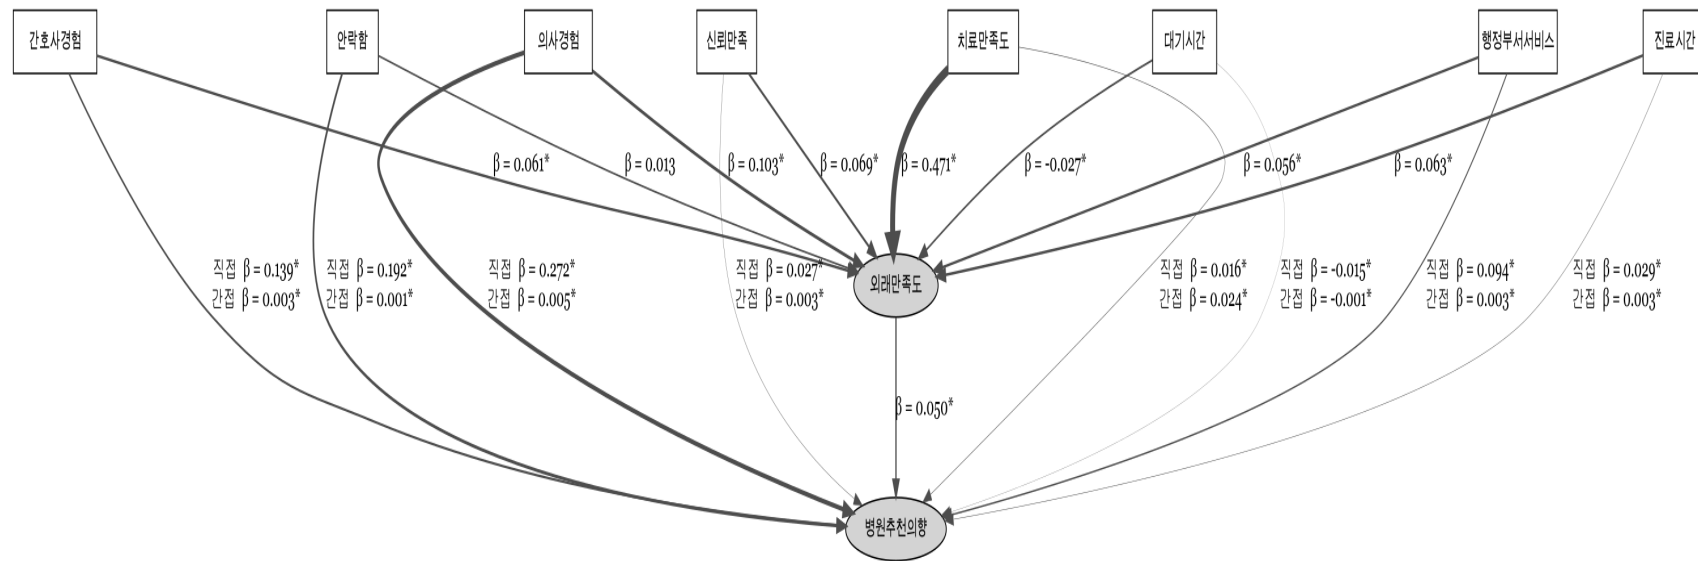 간호사경험
안락함
의사경험
신뢰만족
치료만족도
대기시간
행정부서서비스
진료시간
β = 0.061*
β = 0.013
β = 0.103*
β = 0.069*
β = 0.471*
β = -0.027*
β = 0.056*
β = 0.063*
직접 β = 0.139*
간접 β = 0.003*
직접 β = 0.192*
간접 β = 0.001*
직접 β = 0.272*
간접 β = 0.005*
직접 β = 0.027*
간접 β = 0.003*
외래만족도
직접 β = 0.016*
간접 β = 0.024*
직접 β = -0.015*
간접 β = -0.001*
직접 β = 0.094*
간접 β = 0.003*
직접 β = 0.029*
간접 β = 0.003*
β = 0.050*
병원추천의향